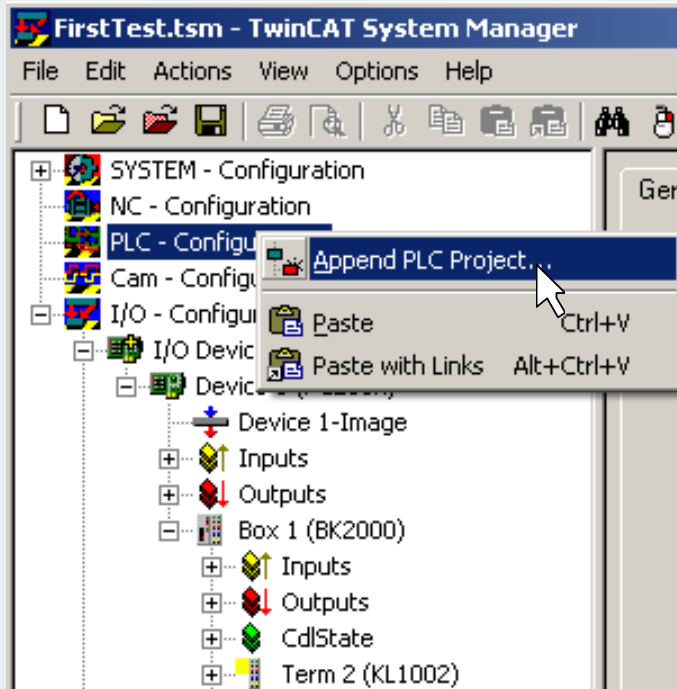 FirstTest.tsm - TwinCAT System Manager
File Edit Actions View Options Help
SYSTEM - Configuration
NC - Configuration
PLC - Configu
Append PLC Project...
Cam - Configu
I/O - Configur
Paste Ctrl+V
I/O Devic
Paste with Links Alt+Ctrl+V
Device 1-Image
Inputs
Outputs
Box 1 (BK2000)
Inputs
Outputs
CdlState
Term 2 (KL1002)
Ger